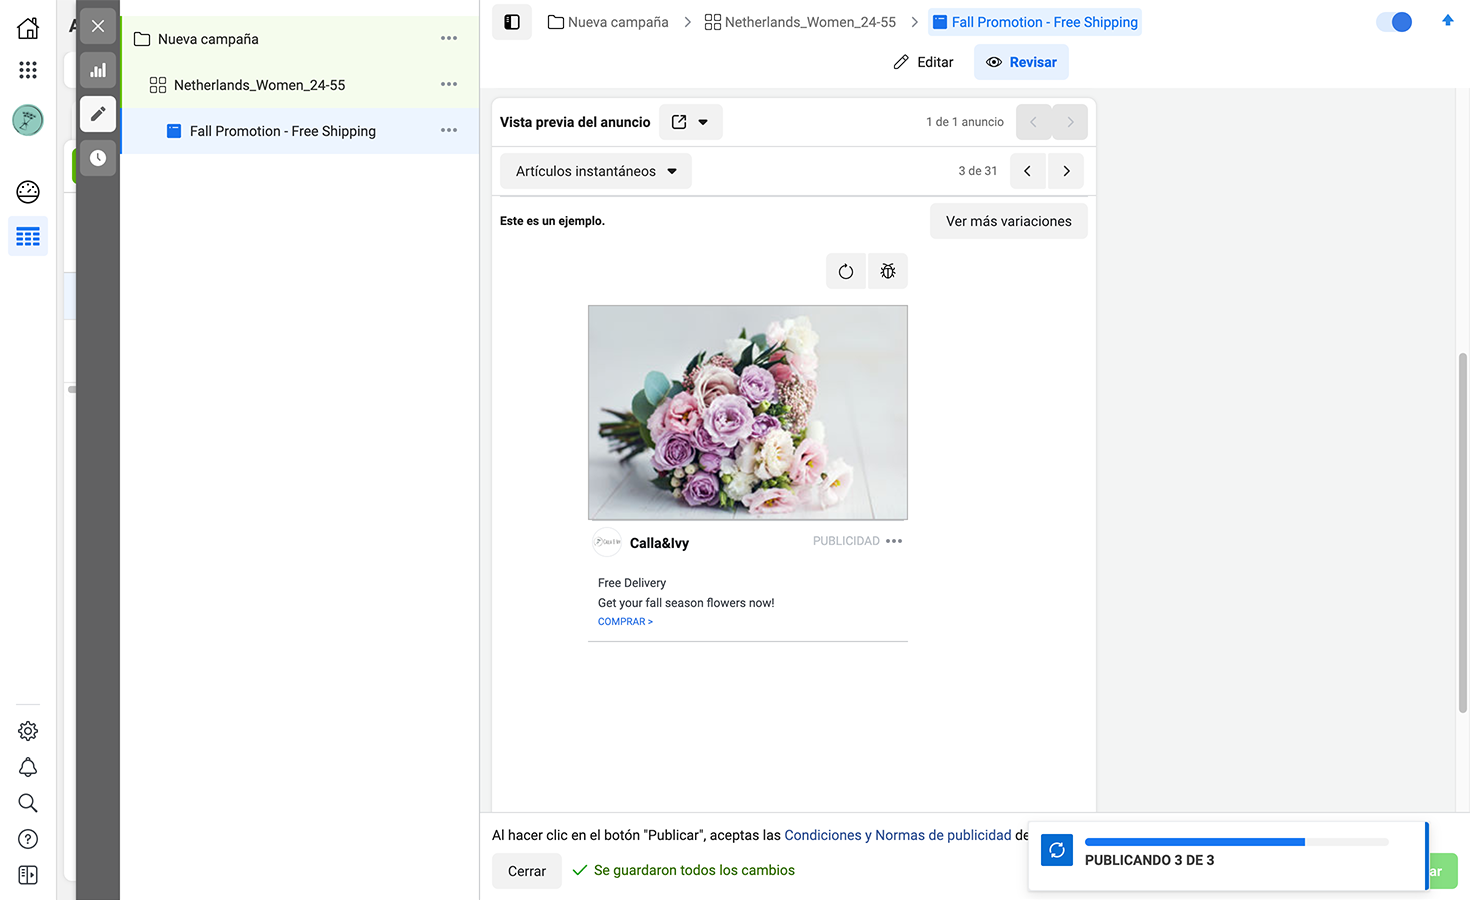 Nueva campaña
Netherlands_Women_24-55
Fall Promotion - Free Shipping
Nueva campaña
Netherlands_Women_24-55
Fall Promotion - Free Shipping
Editar
Revisar
Vista previa del anuncio
1 de 1 anuncio
Artículos instantáneos
3 de 31
Este es un ejemplo.
Ver más variaciones
Calla&Ivy
PUBLICIDAD
Free Delivery
Get your fall season flowers now!
COMPRAR >
Al hacer clic en el botón "Publicar", aceptas las Condiciones y Normas de publicidad de
Cerrar
Se guardaron todos los cambios
PUBLICANDO 3 DE 3
ar